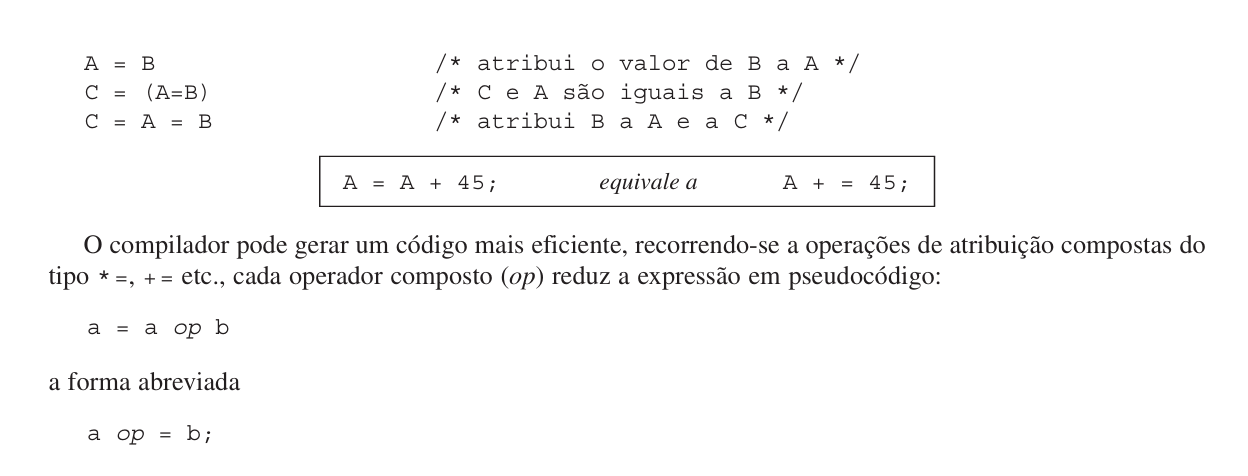 A = B /* atribui o valor de B a A */
C = (A=B) /* C e A são iguais a B */
C = A = B /* atribui B a A e a C */
A = A + 45; equivale a A + = 45;
O compilador pode gerar um código mais eficiente, recorrendo-se a operações de atribuição compostas do
tipo * =, + = etc., cada operador composto (op) reduz a expressão em pseudocódigo:
a = a op b
a forma abreviada
a op = b;